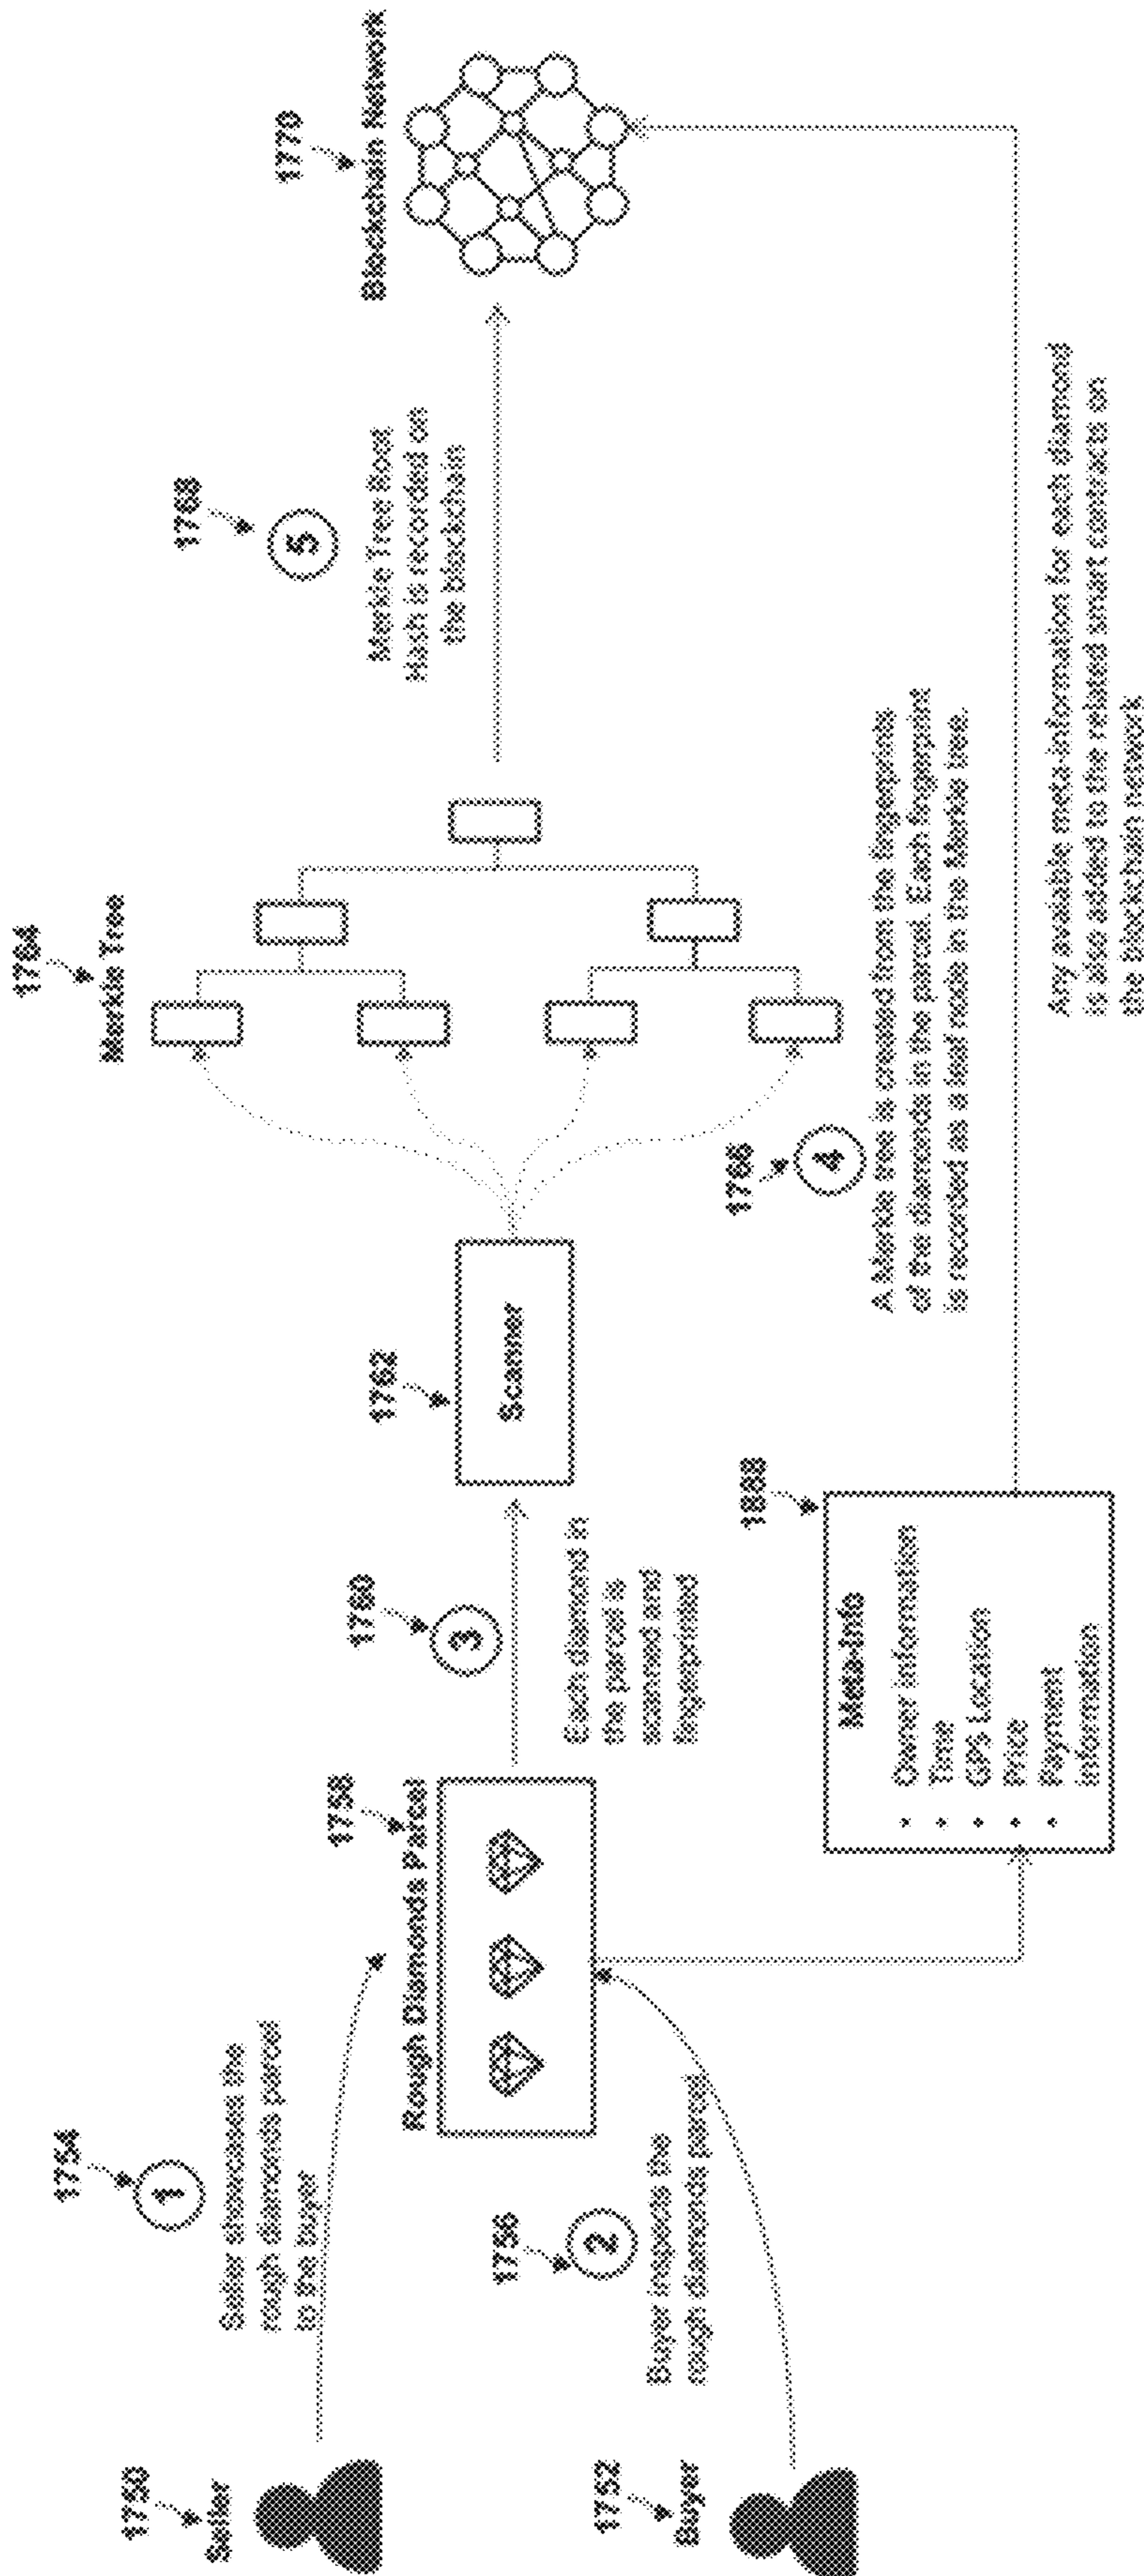 1750
Seller
1754
1
Seller showcases the
rough diamonds parcel
to the buyer
1752
Buyer
1756
2
Buyer inspects the
rough diamonds parcel
1758
Rough Diamonds Parcel
1760
3
Each diamond in
the parcel is
scanned and
fingerprinted
1762
Scanner
1764
Merkle Tree
1766
4
A Merkle tree is created from the fingerprints
of the diamonds in the parcel. Each fingerprint
is recorded as a leaf node in the Merkle tree.
1768
5
Merkle Tree Root
Hash is recorded on
the blockchain
1770
Blockchain Network
1888
Meta-Info
• Owner Information
• Time
• GPS Location
• Price
• Payment
Information
Any available meta-information for each diamond
is also added to the related smart contracts on
the blockchain network